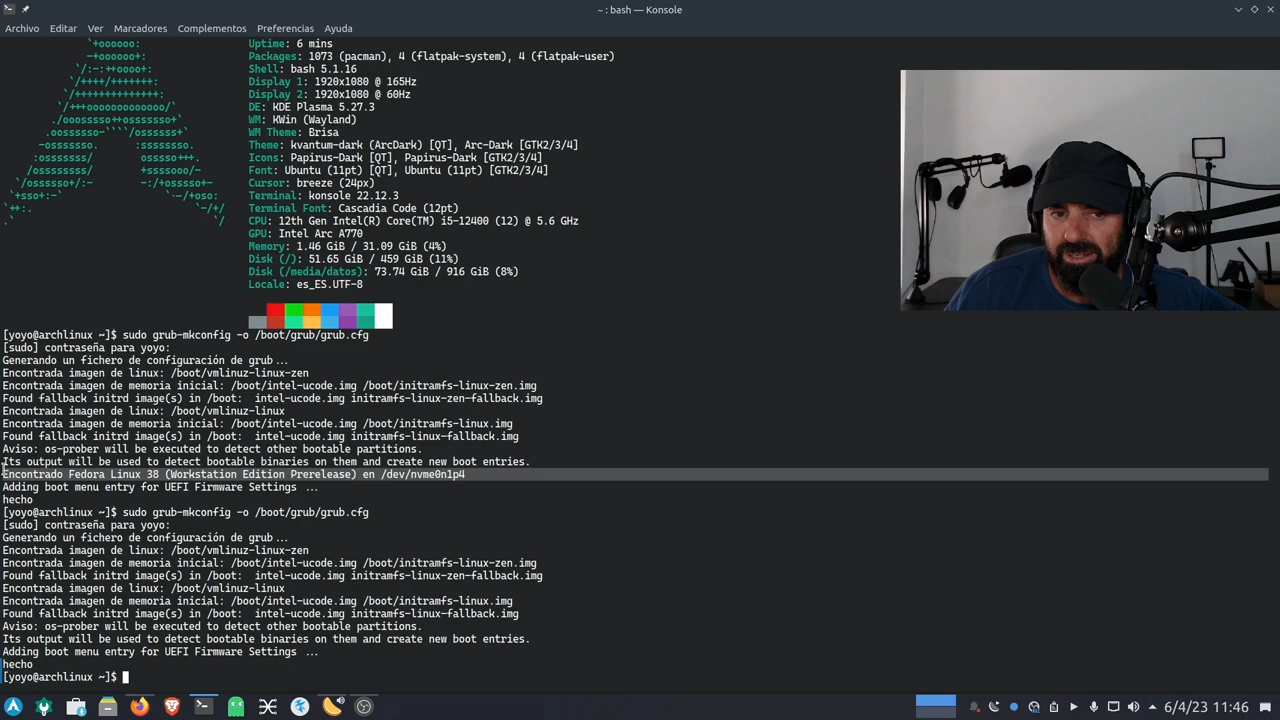 ~ : bash — Konsole
Archivo Editar Ver Marcadores Complementos Preferencias Ayuda
Uptime: 6 mins
Packages: 1073 (pacman), 4 (flatpak-system), 4 (flatpak-user)
Shell: bash 5.1.16
Display 1: 1920x1080 @ 165Hz
Display 2: 1920x1080 @ 60Hz
DE: KDE Plasma 5.27.3
WM: KWin (Wayland)
WM Theme: Brisa
Theme: kvantum-dark (ArcDark) [QT], Arc-Dark [GTK2/3/4]
Icons: Papirus-Dark [QT], Papirus-Dark [GTK2/3/4]
Font: Ubuntu (11pt) [QT], Ubuntu (11pt) [GTK2/3/4]
Cursor: breeze (24px)
Terminal: konsole 22.12.3
Terminal Font: Cascadia Code (12pt)
CPU: 12th Gen Intel(R) Core(TM) i5-12400 (12) @ 5.6 GHz
GPU: Intel Arc A770
Memory: 1.46 GiB / 31.09 GiB (4%)
Disk (/): 51.65 GiB / 459 GiB (11%)
Disk (/media/datos): 73.74 GiB / 916 GiB (8%)
Locale: es_ES.UTF-8
[yoyo@archlinux ~]$ sudo grub-mkconfig -o /boot/grub/grub.cfg
[sudo] contraseña para yoyo:
Generando un fichero de configuración de grub...
Encontrada imagen de linux: /boot/vmlinuz-linux-zen
Encontrada imagen de memoria inicial: /boot/intel-ucode.img /boot/initramfs-linux-zen.img
Found fallback initrd image(s) in /boot:  intel-ucode.img initramfs-linux-zen-fallback.img
Encontrada imagen de linux: /boot/vmlinuz-linux
Encontrada imagen de memoria inicial: /boot/intel-ucode.img /boot/initramfs-linux.img
Found fallback initrd image(s) in /boot:  intel-ucode.img initramfs-linux-fallback.img
Aviso: os-prober will be executed to detect other bootable partitions.
Its output will be used to detect bootable binaries on them and create new boot entries.
Encontrado Fedora Linux 38 (Workstation Edition Prerelease) en /dev/nvme0n1p4
Adding boot menu entry for UEFI Firmware Settings ...
hecho
[yoyo@archlinux ~]$ sudo grub-mkconfig -o /boot/grub/grub.cfg
[sudo] contraseña para yoyo:
Generando un fichero de configuración de grub...
Encontrada imagen de linux: /boot/vmlinuz-linux-zen
Encontrada imagen de memoria inicial: /boot/intel-ucode.img /boot/initramfs-linux-zen.img
Found fallback initrd image(s) in /boot:  intel-ucode.img initramfs-linux-zen-fallback.img
Encontrada imagen de linux: /boot/vmlinuz-linux
Encontrada imagen de memoria inicial: /boot/intel-ucode.img /boot/initramfs-linux.img
Found fallback initrd image(s) in /boot:  intel-ucode.img initramfs-linux-fallback.img
Aviso: os-prober will be executed to detect other bootable partitions.
Its output will be used to detect bootable binaries on them and create new boot entries.
Adding boot menu entry for UEFI Firmware Settings ...
hecho
[yoyo@archlinux ~]$
6/4/23 11:46